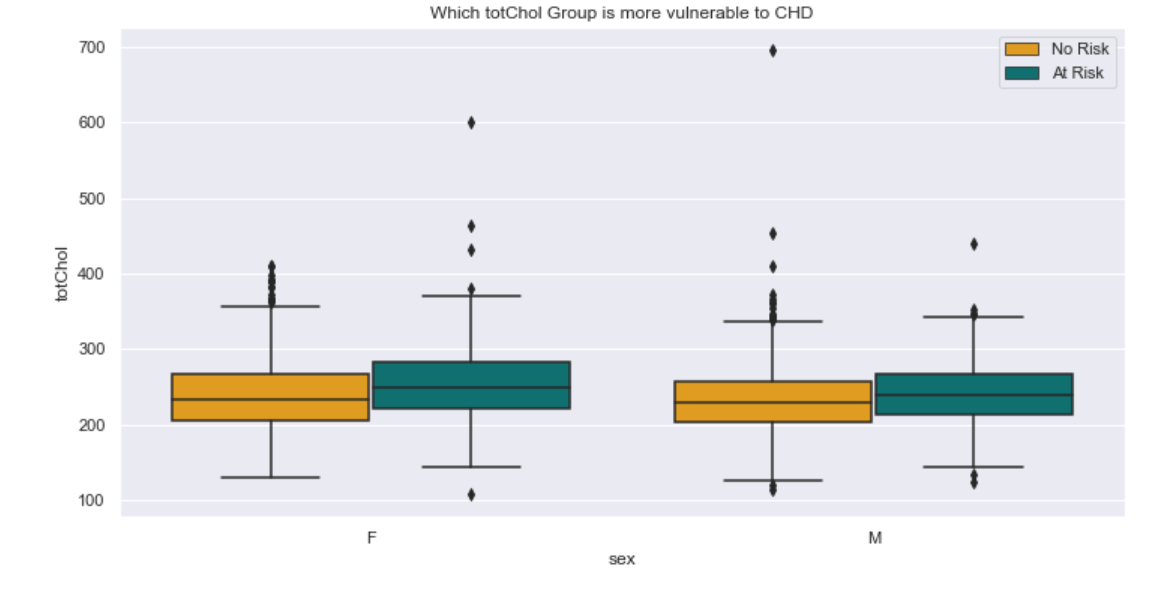 Which totChol Group is more vulnerable to CHD
No Risk
At Risk
700
600
500
400
300
200
100
totChol
F
M
sex